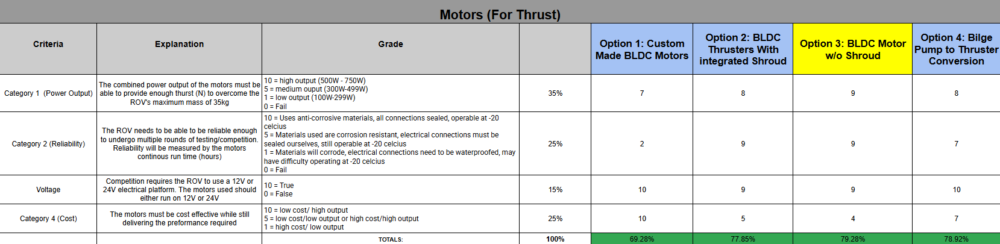 Motors (For Thrust)
Criteria
Explanation
Grade
Option 1: Custom
Made BLDC Motors
Option 2: BLDC
Thrusters With
integrated Shroud
Option 3: BLDC Motor
w/o Shroud
Option 4: Bilge
Pump to Thruster
Conversion
Category 1  (Power Output)
The combined power output of the motors must be
able to provide enough thurst (N) to overcome the
ROV's maximum mass of 35kg
10 = high output (500W - 750W)
5 = medium ouput (300W-499W)
1 = low output (100W-299W)
0 = Fail
35%
7
8
9
8
Category 2 (Reliability)
The ROV needs to be able to be reliable enough
to undergo multiple rounds of testing/competition.
Reliability will be measured by the motors
continous run time (hours)
10 = Uses anti-corrosive materials, all connections sealed, operable at -20
celcius
5 = Materials used are corrosion resistant, electrical connections must be
sealed ourselves, still operable at -20 celcius
1 = Materials will corrode, electrical connections need to be waterproofed, may
have difficulty operating at -20 celcius
0 = Fail
25%
2
9
9
7
Voltage
Competition requires the ROV to use a 12V or
24V electrical platform. The motors used should
either run on 12V or 24V
10 = True
0 = False
15%
10
9
9
10
Category 4 (Cost)
The motors must be cost effective while still
delivering the preformance required
10 = low cost/ high output
5 = low cost/low output or high cost/high output
1 = high cost/ low output
25%
10
5
4
7
TOTALS:
100%
69.28%
77.85%
79.28%
78.92%